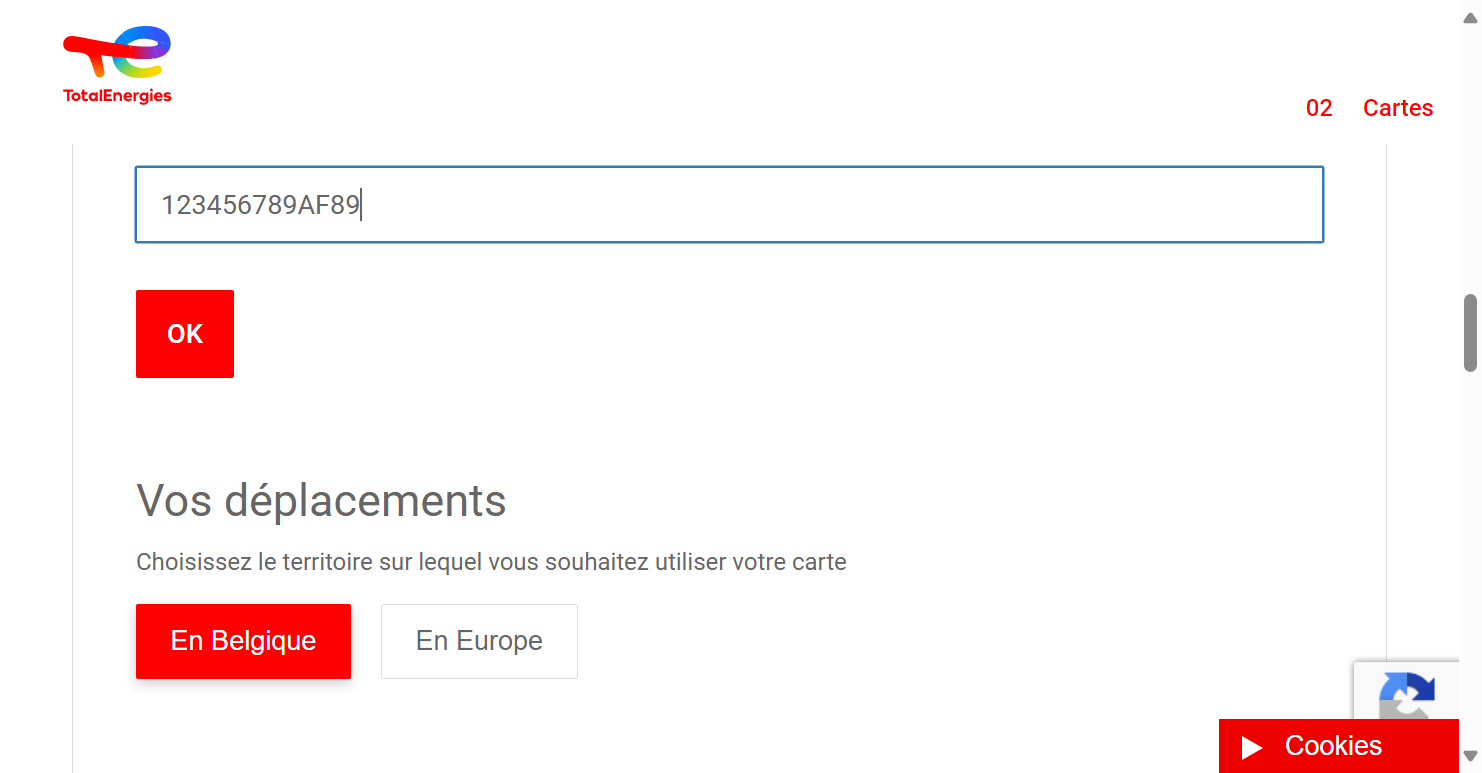 TotalEnergies
02 Cartes
123456789AF89
OK
Vos déplacements
Choisissez le territoire sur lequel vous souhaitez utiliser votre carte
En Belgique En Europe
Cookies